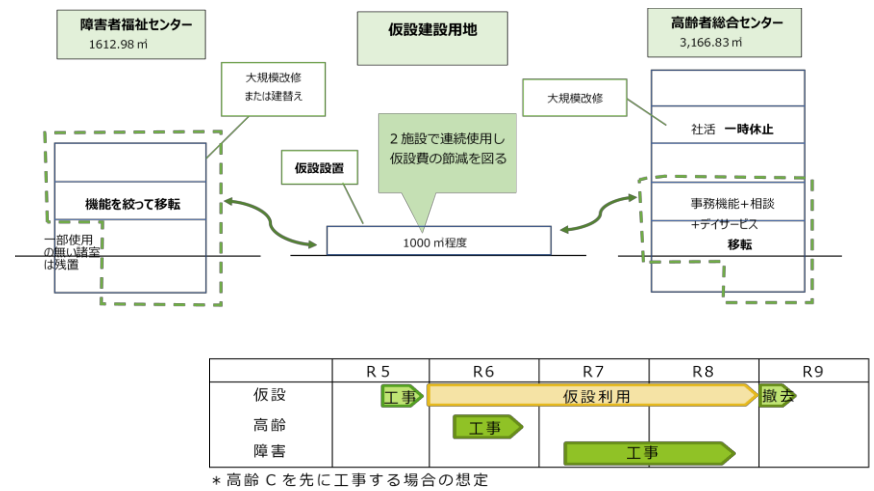 障害者福祉センター
1612.98㎡
仮設建設用地
高齢者総合センター
3,166.83㎡
大規模改修
または建替え
大規模改修
2施設で連続使用し
仮設費の節減を図る
社活 一時休止
仮設設置
機能を絞って移転
事務機能+相談
+デイサービス
移転
一部使用
の無い諸室
は残置
1000㎡程度
R5 R6 R7 R8 R9
仮設 工事 仮設利用 撤去
高齢 工事
障害 工事
*高齢Cを先に工事する場合の想定